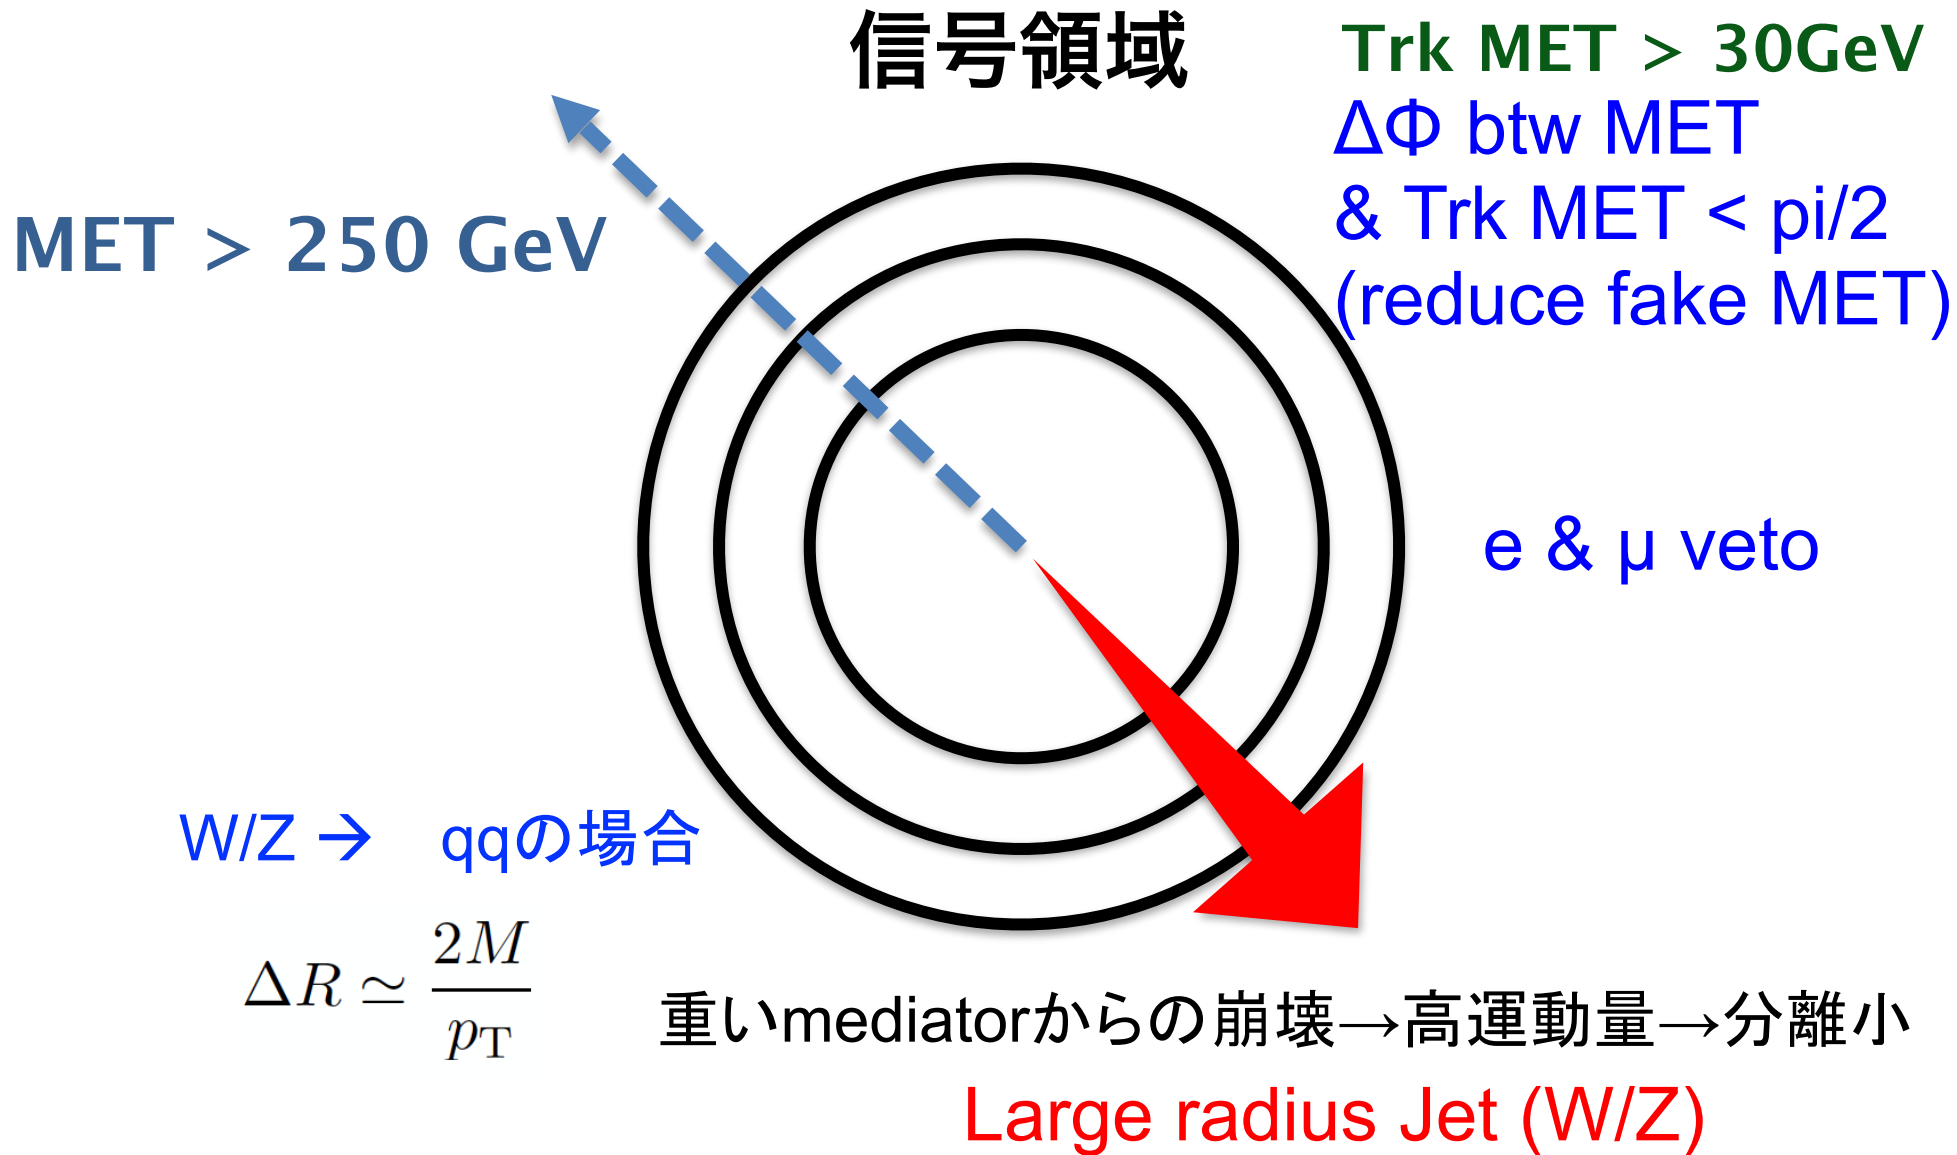 信号領域
Trk MET > 30GeV
ΔΦ btw MET
& Trk MET < pi/2
(reduce fake MET)
MET > 250 GeV
e & μ veto
W/Z → qqの場合
ΔR ≃ 2M/p_T
重いmediatorからの崩壊→高運動量→分離小
Large radius Jet (W/Z)